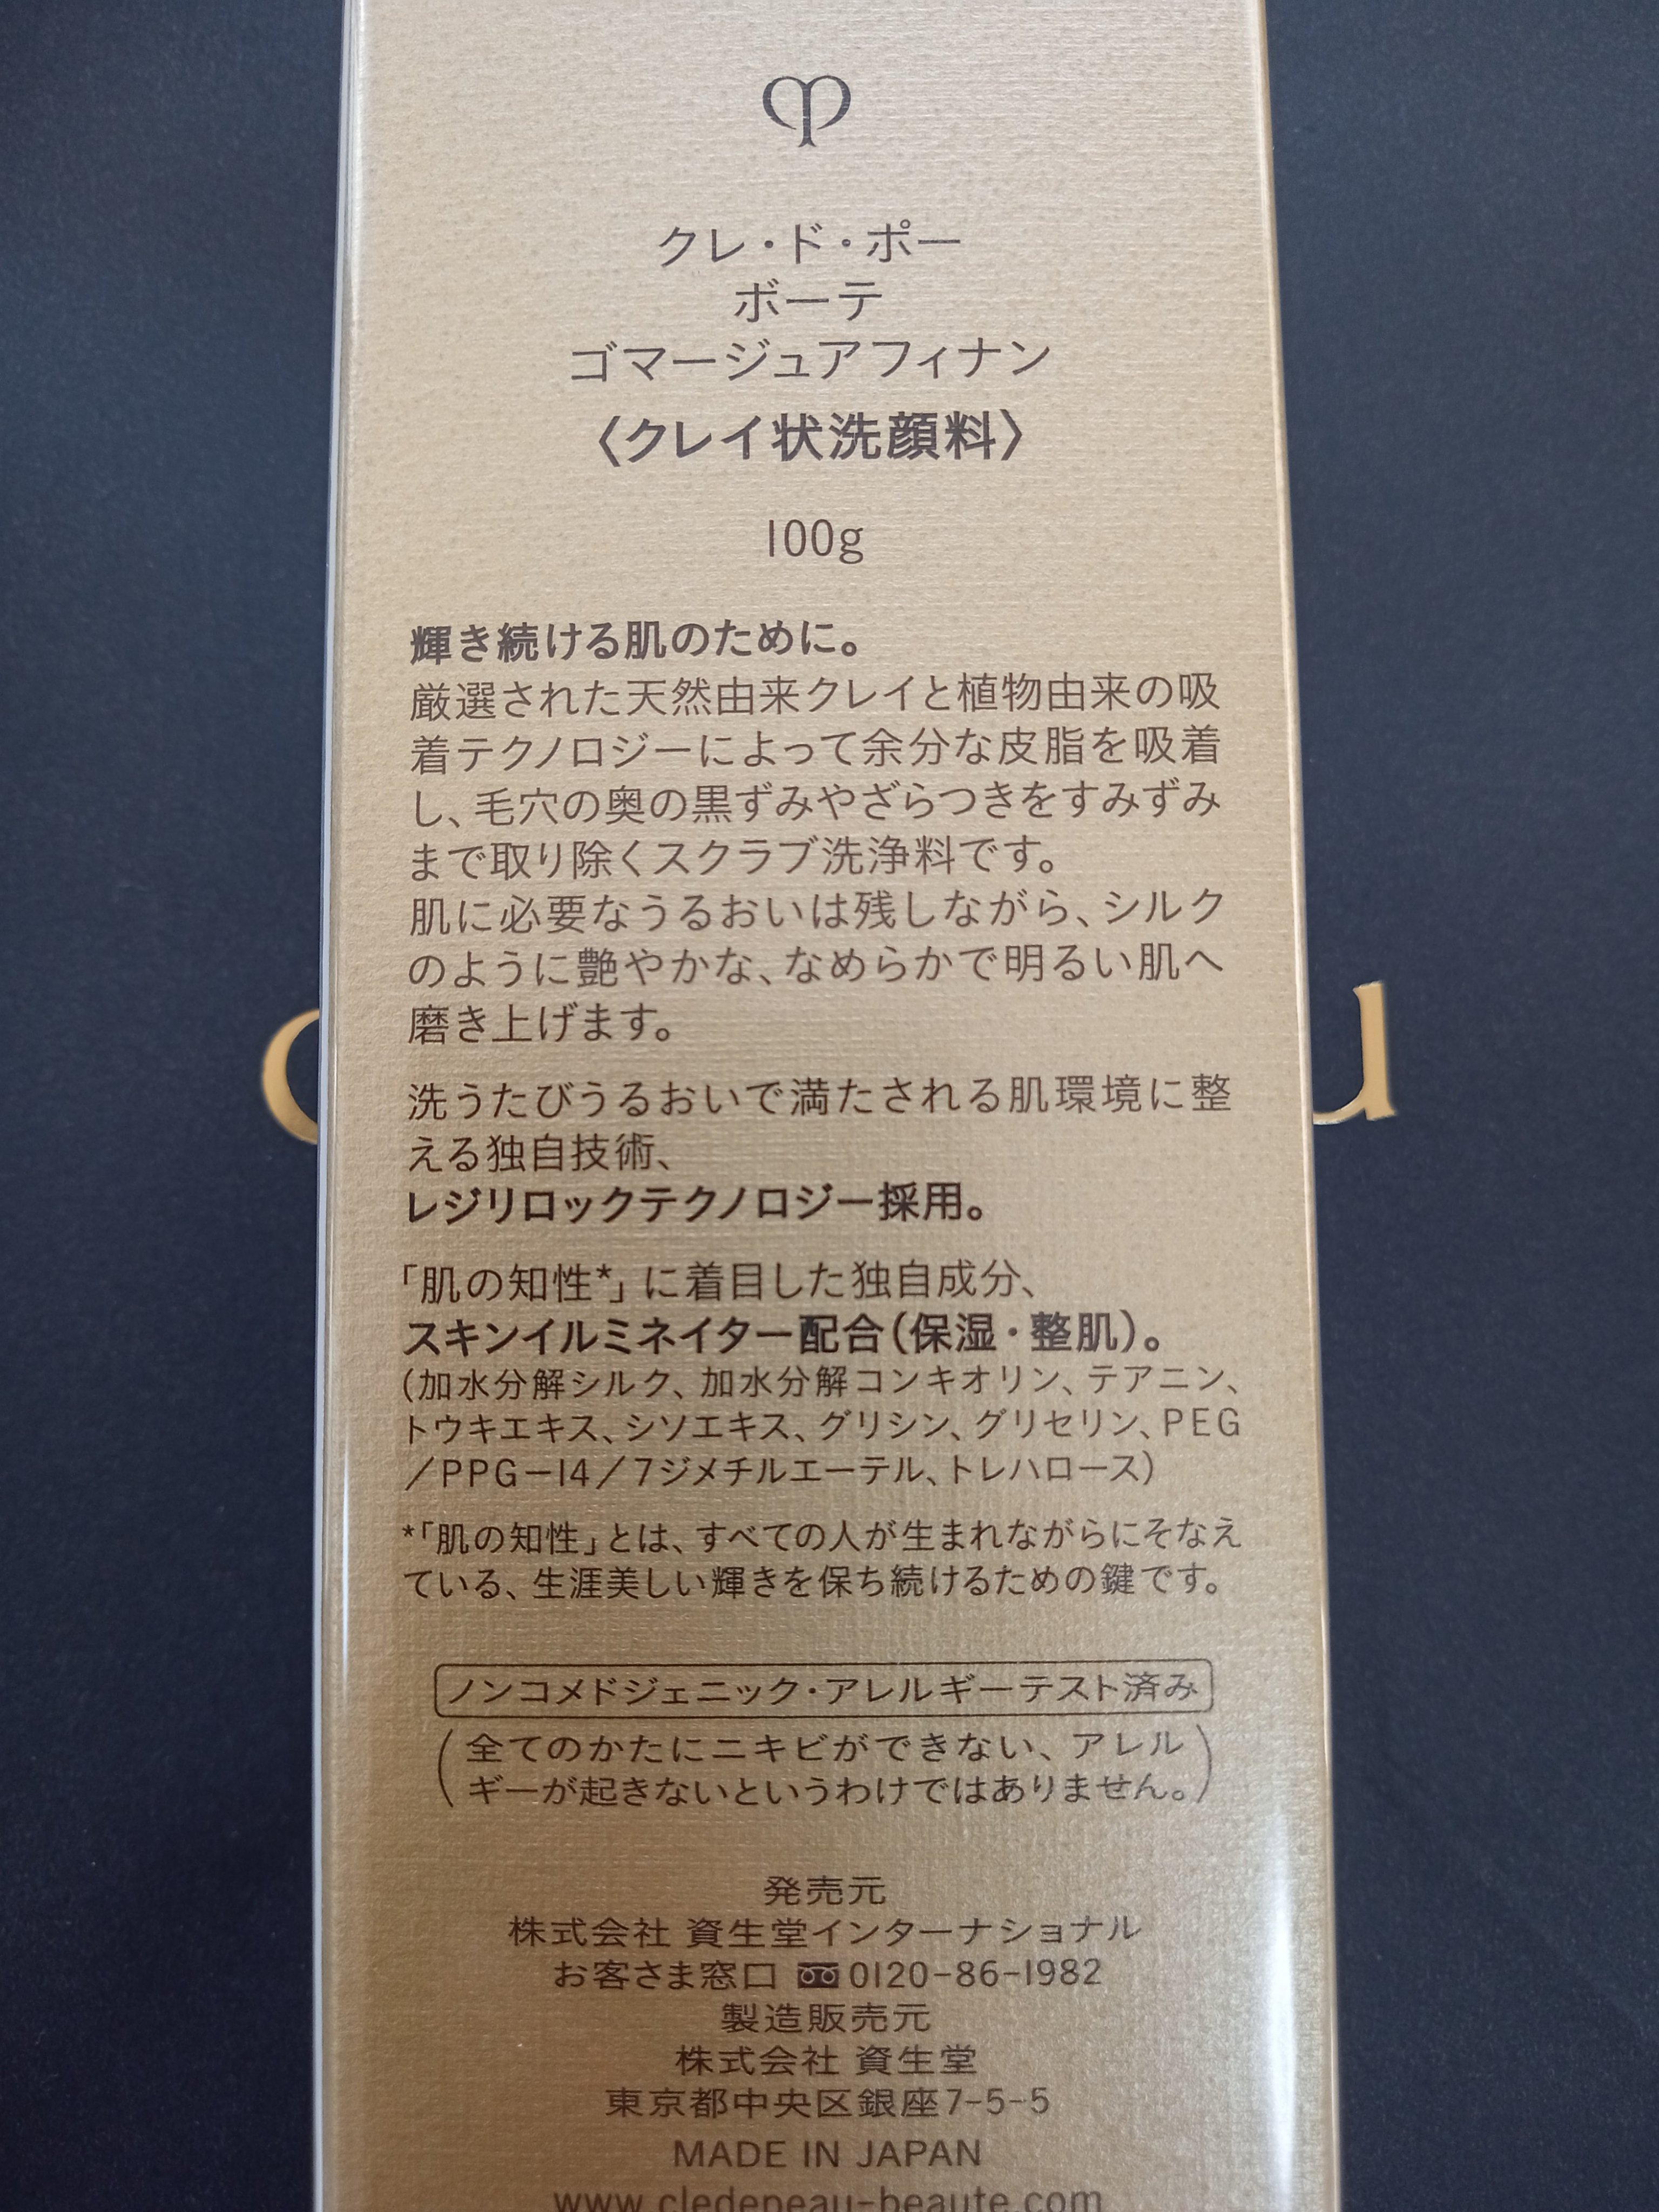 クレ・ド・ポー
ボーテ
ゴマージュアフィナン
〈クレイ状洗顔料〉
100g
輝き続ける肌のために。
厳選された天然由来クレイと植物由来の吸
着テクノロジーによって余分な皮脂を吸着
し、毛穴の奥の黒ずみやざらつきをすみずみ
まで取り除くスクラブ洗浄料です。
肌に必要なうるおいは残しながら、シルク
のように艶やかな、なめらかで明るい肌へ
磨き上げます。
洗うたびうるおいで満たされる肌環境に整
える独自技術、
レジリロックテクノロジー採用。
「肌の知性*」に着目した独自成分、
スキンイルミネイター配合(保湿・整肌)。
(加水分解シルク、加水分解コンキオリン、テアニン、
トウキエキス、シソエキス、グリシン、グリセリン、PEG
/PPG－14/7ジメチルエーテル、トレハロース)
*「肌の知性」とは、すべての人が生まれながらにそなえ
ている、生涯美しい輝きを保ち続けるための鍵です。
ノンコメドジェニック・アレルギーテスト済み
(全てのかたにニキビができない、アレル
ギーが起きないというわけではありません。)
発売元
株式会社 資生堂インターナショナル
お客さま窓口 0120-86-1982
製造販売元
株式会社 資生堂
東京都中央区銀座7-5-5
MADE IN JAPAN
www.cledepeau-beaute.com
u